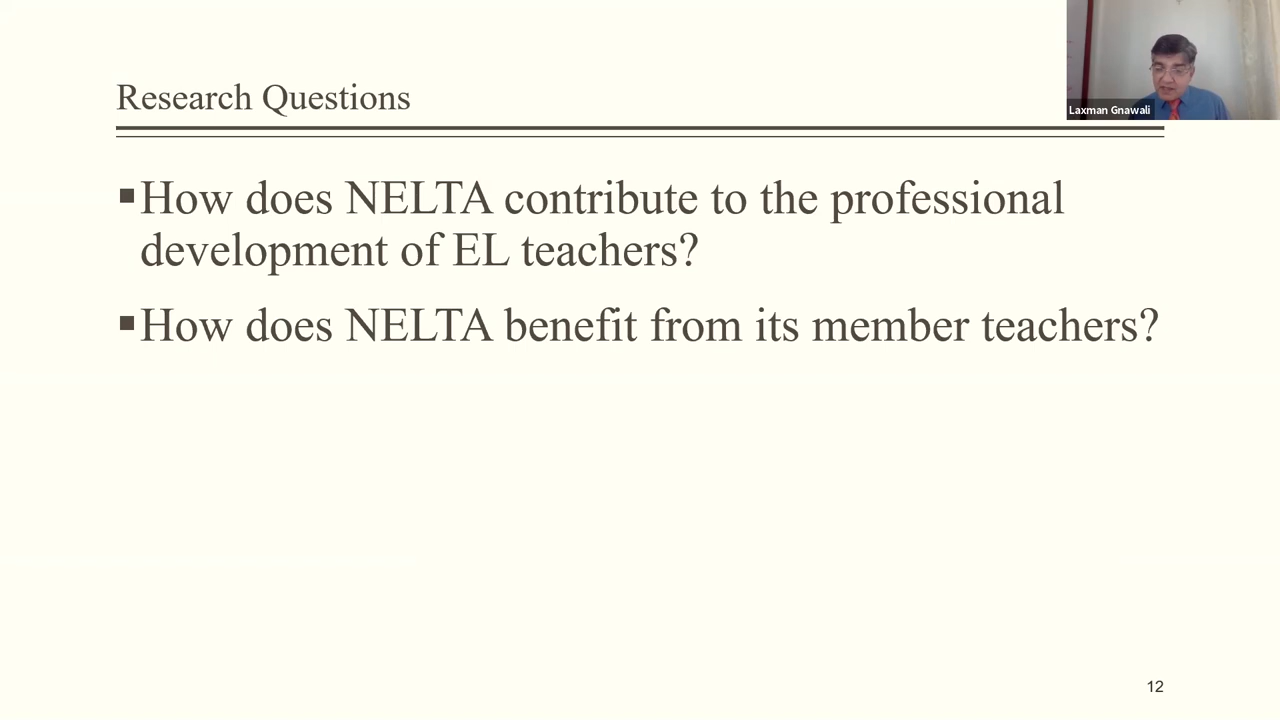 Research Questions
Laxman Gnawali
▪How does NELTA contribute to the professional
development of EL teachers?
▪How does NELTA benefit from its member teachers?
12